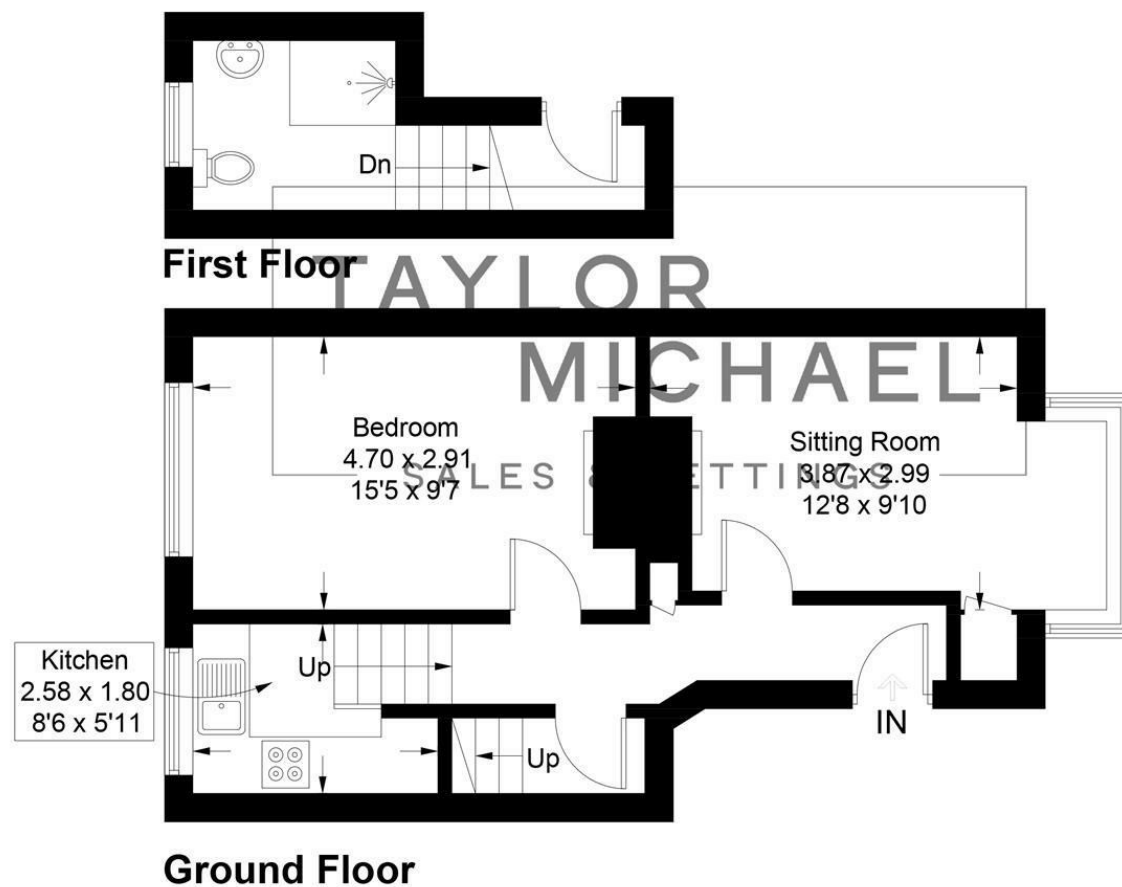 Dn
First Floor
TAYLOR
MICHAEL
SALES & LETTINGS
Bedroom
4.70 x 2.91
15'5 x 9'7
Sitting Room
3.87 x 2.99
12'8 x 9'10
Kitchen
2.58 x 1.80
8'6 x 5'11
Up
Up
IN
Ground Floor